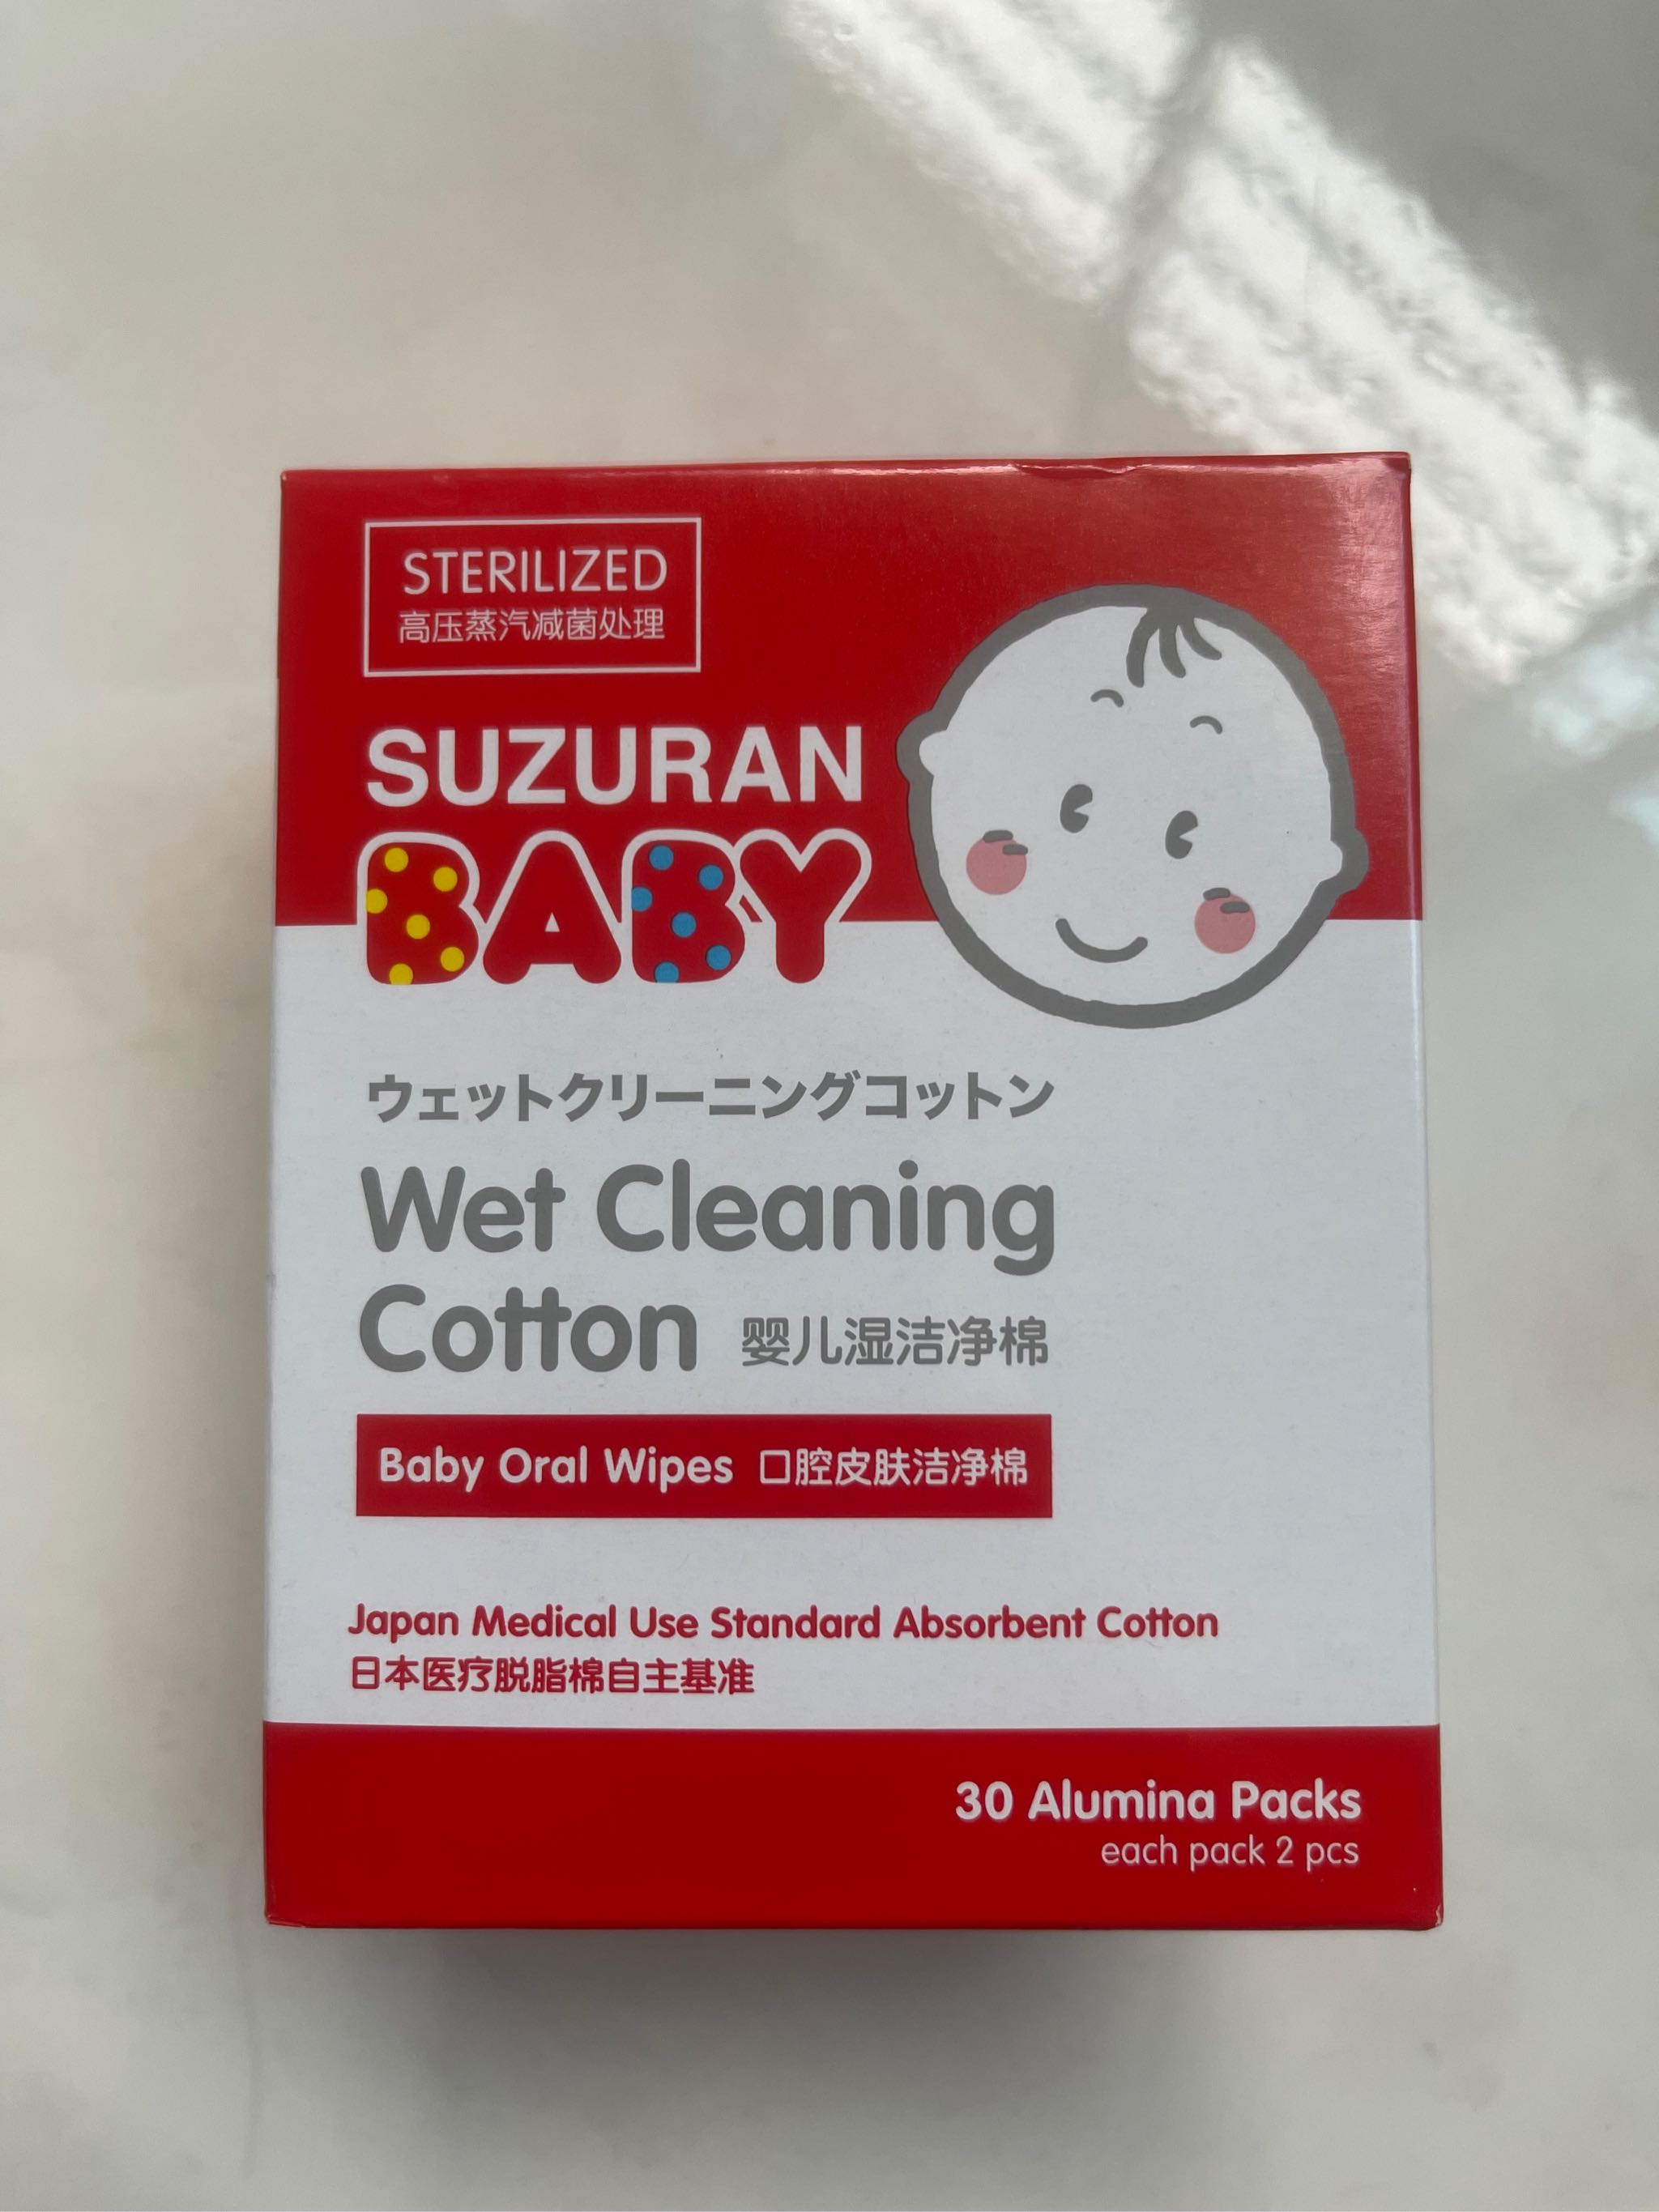 STERILIZED
高压蒸汽减菌处理
SUZURAN
BABY
ウェットクリーニングコットン
Wet Cleaning
Cotton 婴儿湿洁净棉
Baby Oral Wipes 口腔皮肤洁净棉
Japan Medical Use Standard Absorbent Cotton
日本医疗脱脂棉自主基准
30 Alumina Packs
each pack 2 pcs